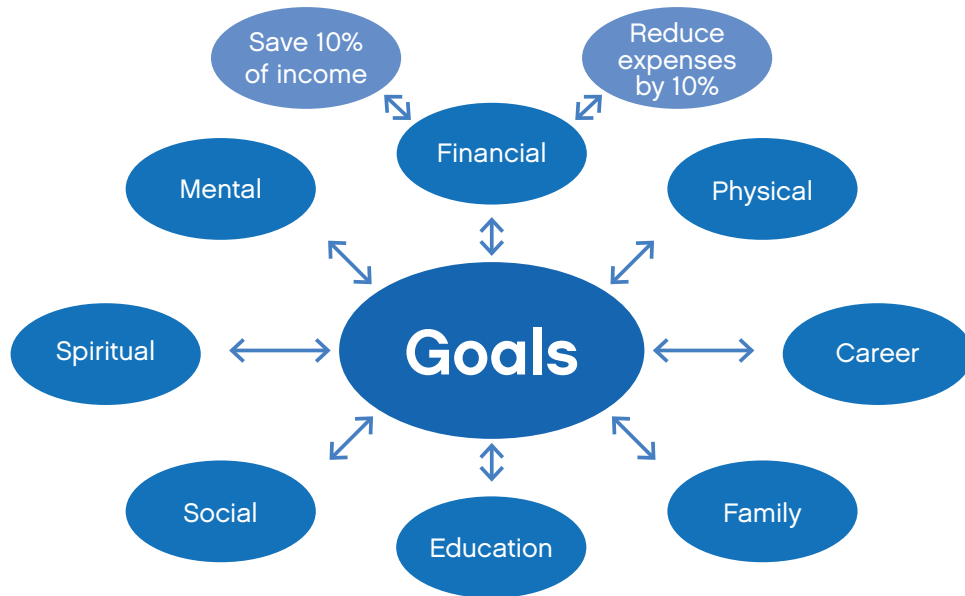 Save 10%
of income
Reduce
expenses
by 10%
Financial
Mental
Physical
Goals
Spiritual
Career
Social
Family
Education